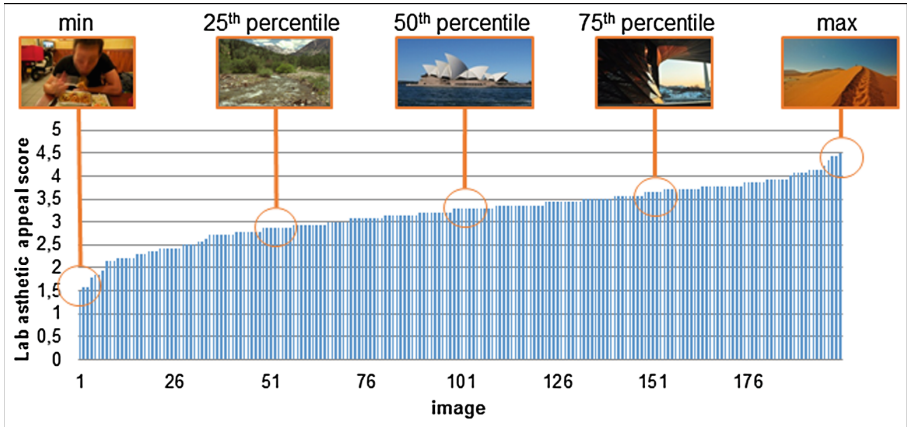 min 25th percentile 50th percentile 75th percentile max
Lab asthetic appeal score
5
4,5
4
3,5
3
2,5
2
1,5
1
0,5
0
1 26 51 76 101 126 151 176
image